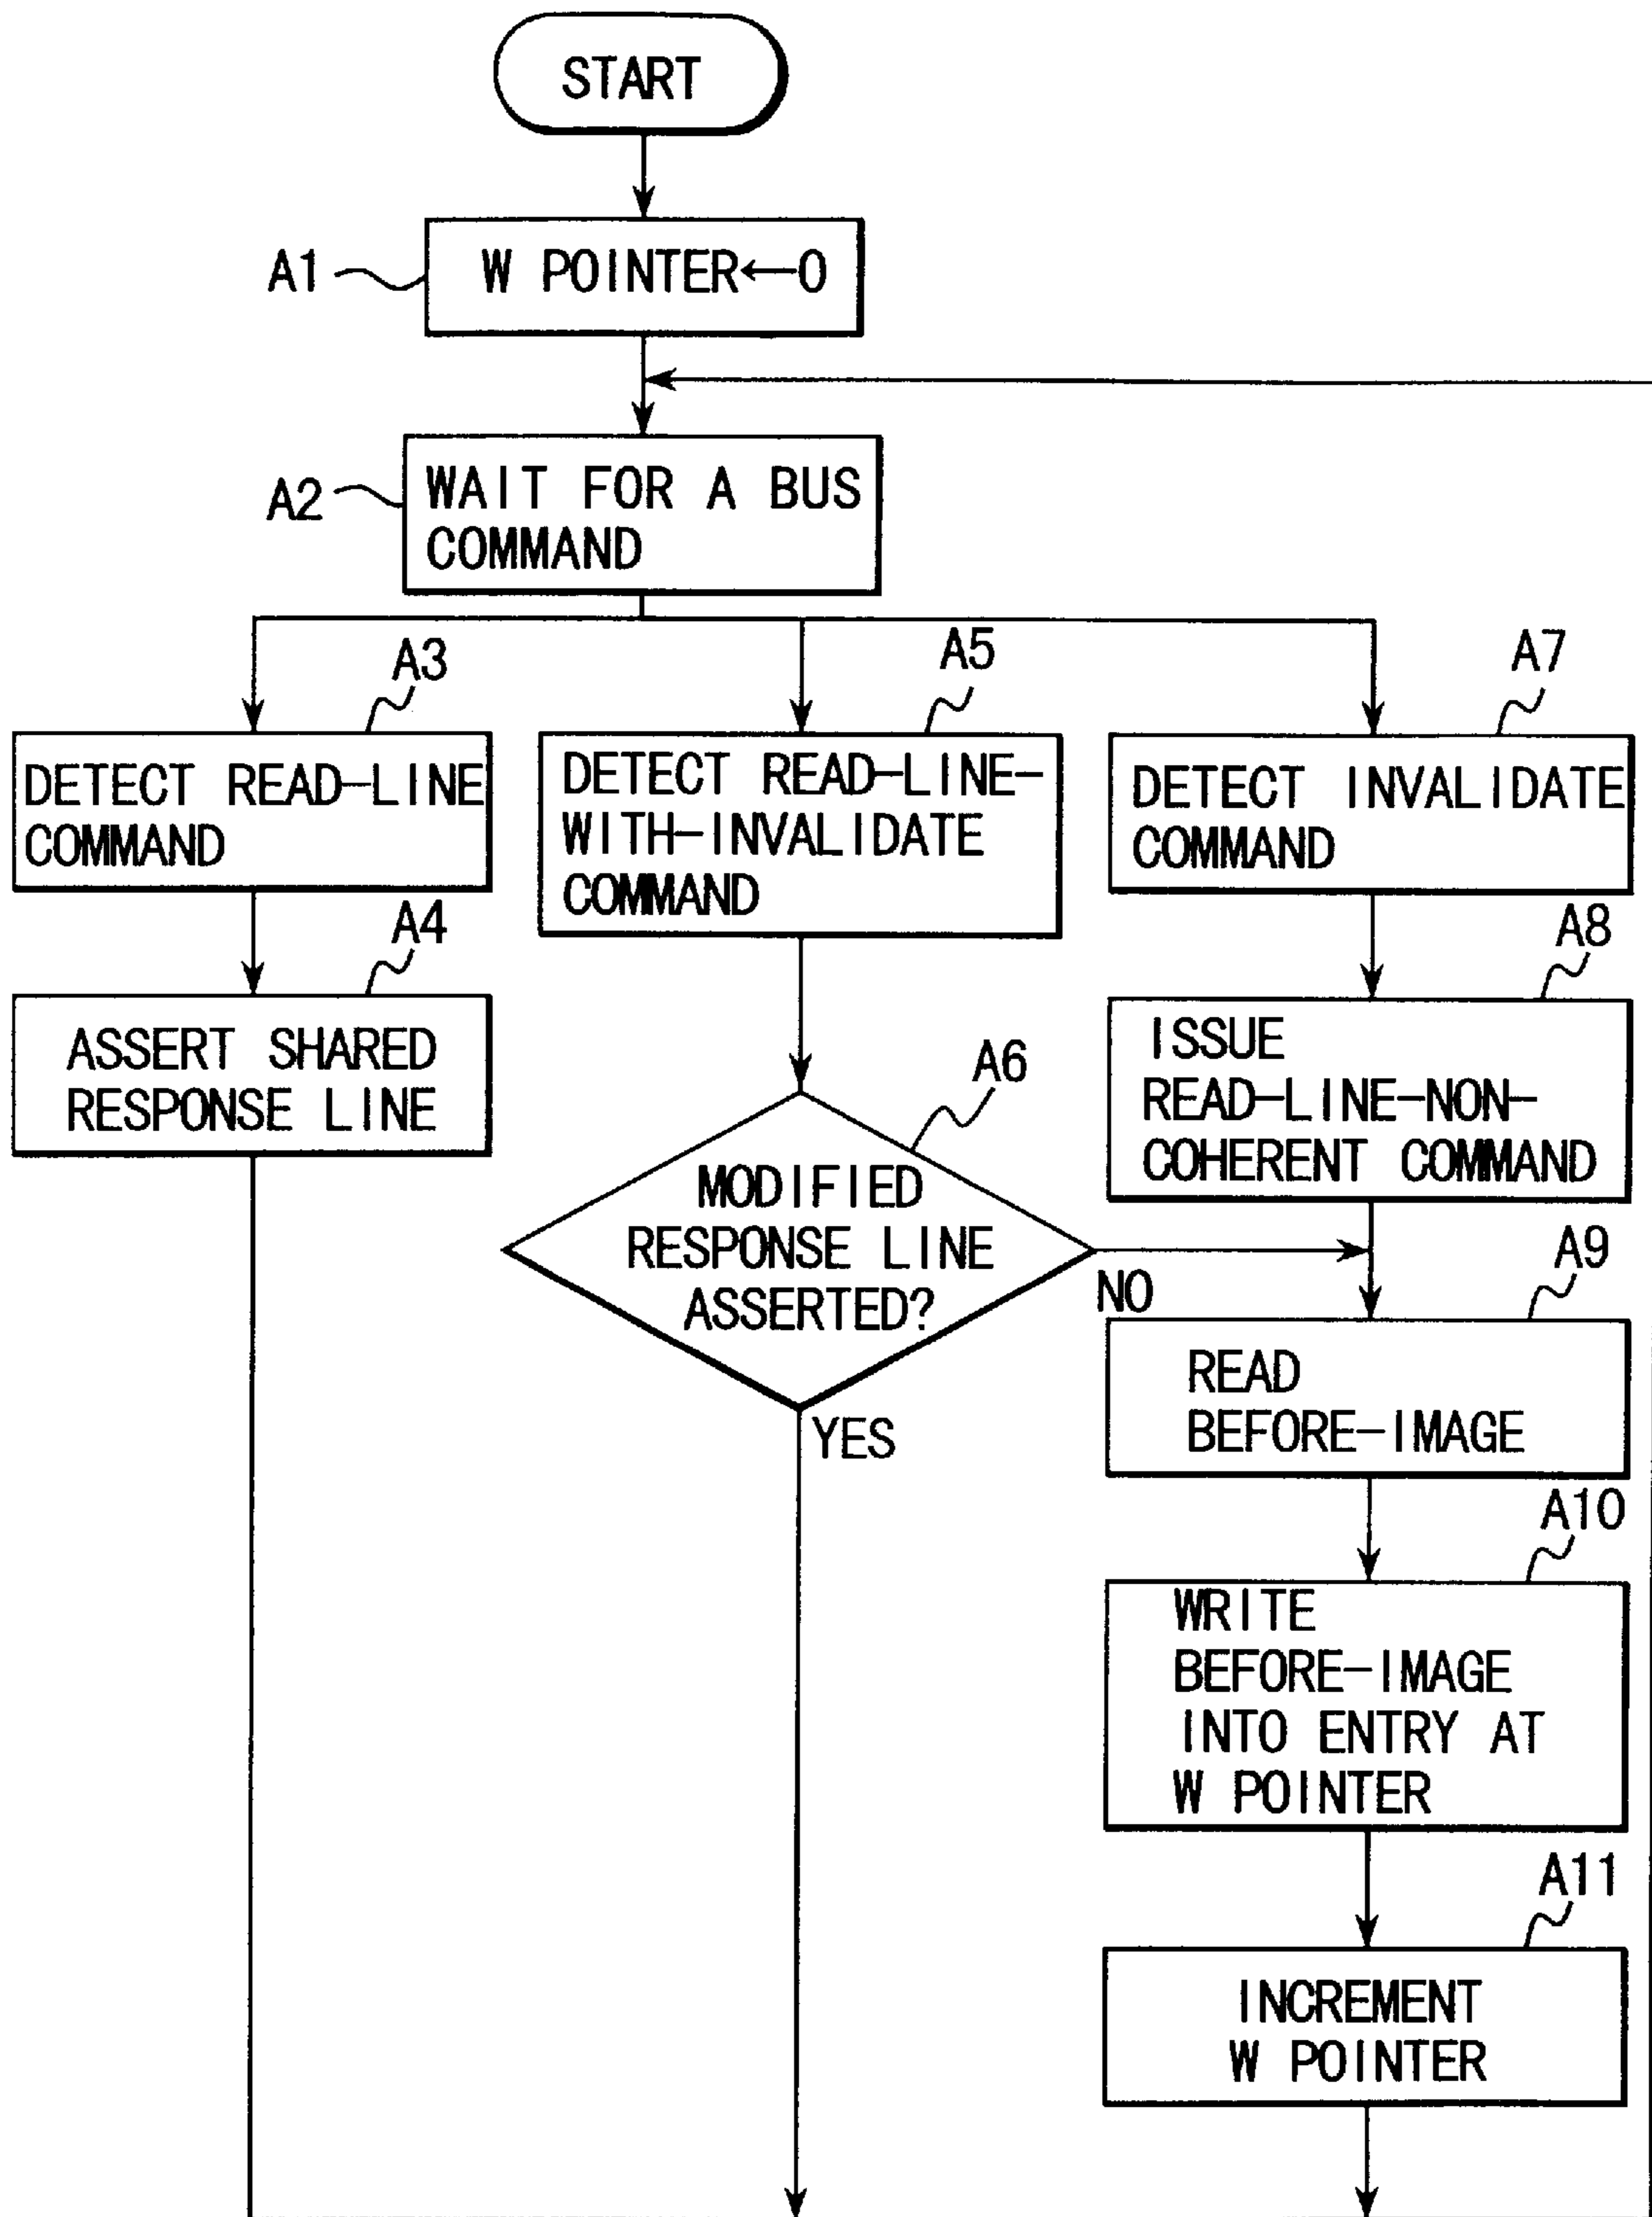 START
A1
W POINTER←0
A2
WAIT FOR A BUS
COMMAND
A3
DETECT READ-LINE
COMMAND
A4
ASSERT SHARED
RESPONSE LINE
A5
DETECT READ-LINE-
WITH-INVALIDATE
COMMAND
A6
MODIFIED
RESPONSE LINE
ASSERTED?
NO
YES
A7
DETECT INVALIDATE
COMMAND
A8
ISSUE
READ-LINE-NON-
COHERENT COMMAND
A9
READ
BEFORE-IMAGE
A10
WRITE
BEFORE-IMAGE
INTO ENTRY AT
W POINTER
A11
INCREMENT
W POINTER